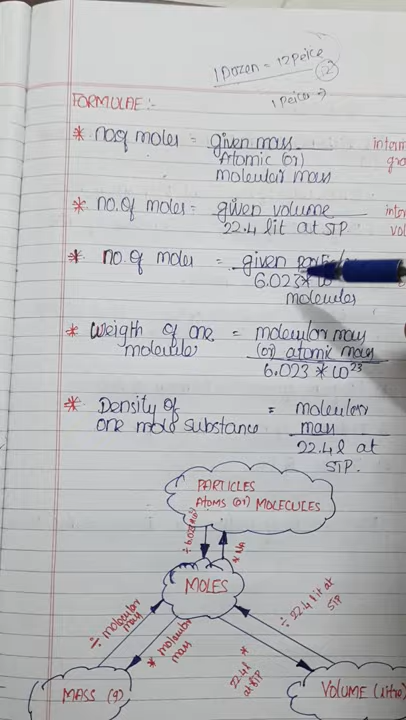 1 Dozen = 12 Peice
12
1 Peice →
FORMULAE :-
* no.of moles = given mass
Atomic (or)
molecular mass
* no. of moles = given volume
22.4 lit at STP
* no. of moles = given
6.023*10
molecules
* Weigth of one = molecular mass
molecule (or) atomic mass
6.023 * 10^23
* Density of = molecular
one mole substance mass
22.4 l at
STP.
PARTICLES
Atoms (or) MOLECULES
* NA
MOLES
÷ molecular mass
* molecular mass
÷ 22.4 lit at STP
* 22.4 l at STP
MASS (g)
VOLUME